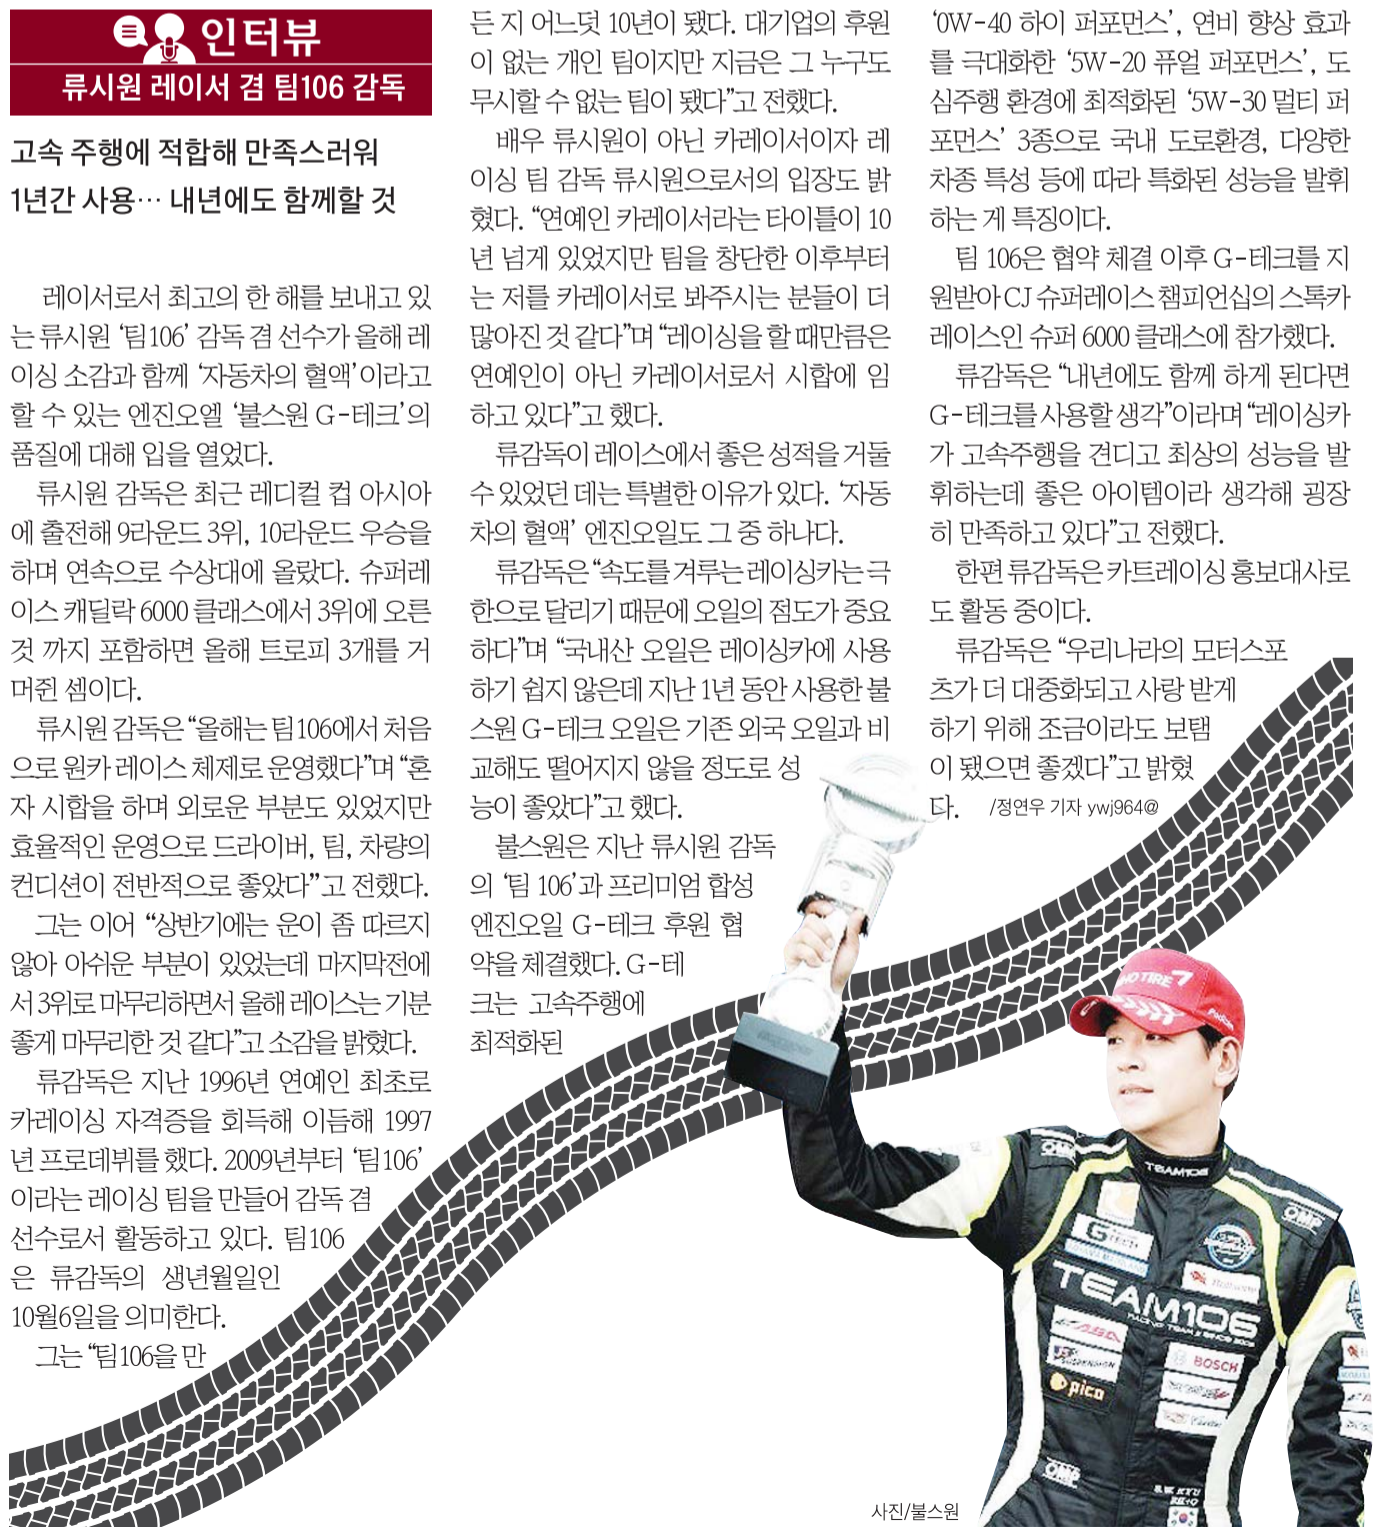 인터뷰
류시원 레이서 겸 팀106 감독
고속 주행에 적합해 만족스러워
1년간 사용… 내년에도 함께할 것
레이서로서 최고의 한 해를 보내고 있
는 류시원 ‘팀106’ 감독 겸 선수가 올해 레
이싱 소감과 함께 ‘자동차의 혈액’이라고
할 수 있는 엔진오엘 ‘불스원 G-테크’의
품질에 대해 입을 열었다.
류시원 감독은 최근 레디컬 컵 아시아
에 출전해 9라운드 3위, 10라운드 우승을
하며 연속으로 수상대에 올랐다. 슈퍼레
이스 캐딜락 6000 클래스에서 3위에 오른
것 까지 포함하면 올해 트로피 3개를 거
머쥔 셈이다.
류시원 감독은 “올해는 팀106에서 처음
으로 원카 레이스 체제로 운영했다”며 “혼
자 시합을 하며 외로운 부분도 있었지만
효율적인 운영으로 드라이버, 팀, 차량의
컨디션이 전반적으로 좋았다”고 전했다.
그는 이어 “상반기에는 운이 좀 따르지
않아 아쉬운 부분이 있었는데 마지막전에
서 3위로 마무리하면서 올해 레이스는 기분
좋게 마무리한 것 같다”고 소감을 밝혔다.
류감독은 지난 1996년 연예인 최초로
카레이싱 자격증을 회득해 이듬해 1997
년 프로데뷔를 했다. 2009년부터 ‘팀106’
이라는 레이싱 팀을 만들어 감독 겸
선수로서 활동하고 있다. 팀106
은 류감독의 생년월일인
10월6일을 의미한다.
그는 “팀106을 만
든 지 어느덧 10년이 됐다. 대기업의 후원
이 없는 개인 팀이지만 지금은 그 누구도
무시할 수 없는 팀이 됐다”고 전했다.
배우 류시원이 아닌 카레이서이자 레
이싱 팀 감독 류시원으로서의 입장도 밝
혔다. “연예인 카레이서라는 타이틀이 10
년 넘게 있었지만 팀을 창단한 이후부터
는 저를 카레이서로 봐주시는 분들이 더
많아진 것 같다”며 “레이싱을 할 때만큼은
연예인이 아닌 카레이서로서 시합에 임
하고 있다”고 했다.
류감독이 레이스에서 좋은 성적을 거둘
수 있었던 데는 특별한 이유가 있다. ‘자동
차의 혈액’ 엔진오일도 그 중 하나다.
류감독은 “속도를 겨루는 레이싱카는 극
한으로 달리기 때문에 오일의 점도가 중요
하다”며 “국내산 오일은 레이싱카에 사용
하기 쉽지 않은데 지난 1년 동안 사용한 불
스원 G-테크 오일은 기존 외국 오일과 비
교해도 떨어지지 않을 정도로 성
능이 좋았다”고 했다.
불스원은 지난 류시원 감독
의 ‘팀 106’과 프리미엄 합성
엔진오일 G-테크 후원 협
약을 체결했다. G-테
크는 고속주행에
최적화된
‘0W-40 하이 퍼포먼스’, 연비 향상 효과
를 극대화한 ‘5W-20 퓨얼 퍼포먼스’, 도
심주행 환경에 최적화된 ‘5W-30 멀티 퍼
포먼스’ 3종으로 국내 도로환경, 다양한
차종 특성 등에 따라 특화된 성능을 발휘
하는 게 특징이다.
팀 106은 협약 체결 이후 G-테크를 지
원받아 CJ 슈퍼레이스 챔피언십의 스톡카
레이스인 슈퍼 6000 클래스에 참가했다.
류감독은 “내년에도 함께 하게 된다면
G-테크를 사용할 생각”이라며 “레이싱카
가 고속주행을 견디고 최상의 성능을 발
휘하는데 좋은 아이템이라 생각해 굉장
히 만족하고 있다”고 전했다.
한편 류감독은 카트레이싱 홍보대사로
도 활동 중이다.
류감독은 “우리나라의 모터스포
츠가 더 대중화되고 사랑 받게
하기 위해 조금이라도 보탬
이 됐으면 좋겠다”고 밝혔
다. /정연우 기자 ywj964@
TEAM106
OMP
OMP
G
TECH
TEAM106
BOSCH
pico
OMP
사진/불스원